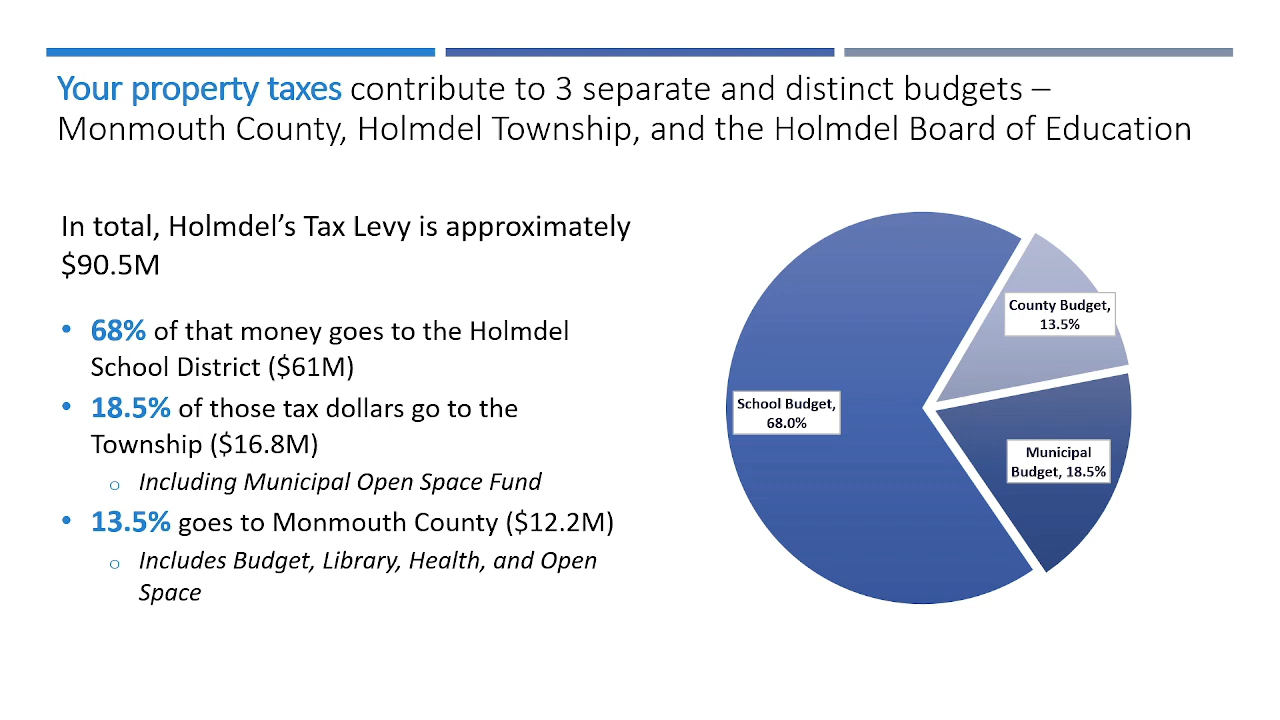 Your property taxes contribute to 3 separate and distinct budgets –
Monmouth County, Holmdel Township, and the Holmdel Board of Education
In total, Holmdel’s Tax Levy is approximately
$90.5M
• 68% of that money goes to the Holmdel
School District ($61M)
• 18.5% of those tax dollars go to the
Township ($16.8M)
o Including Municipal Open Space Fund
• 13.5% goes to Monmouth County ($12.2M)
o Includes Budget, Library, Health, and Open
Space
County Budget,
13.5%
School Budget,
68.0%
Municipal
Budget, 18.5%